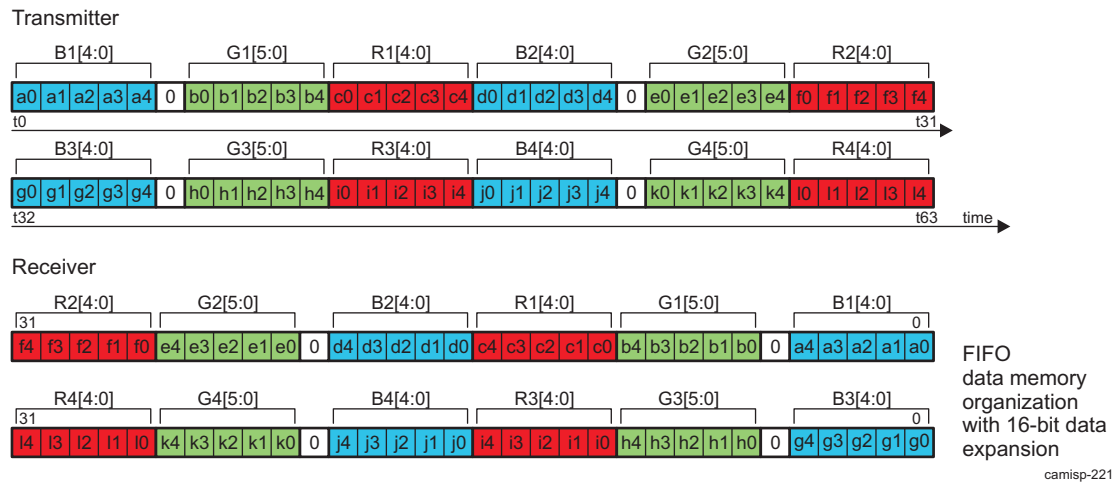 Transmitter
B1[4:0] G1[5:0] R1[4:0] B2[4:0] G2[5:0] R2[4:0]
a0 a1 a2 a3 a4 0 b0 b1 b2 b3 b4 c0 c1 c2 c3 c4 d0 d1 d2 d3 d4 0 e0 e1 e2 e3 e4 f0 f1 f2 f3 f4
t0 t31
B3[4:0] G3[5:0] R3[4:0] B4[4:0] G4[5:0] R4[4:0]
g0 g1 g2 g3 g4 0 h0 h1 h2 h3 h4 i0 i1 i2 i3 i4 j0 j1 j2 j3 j4 0 k0 k1 k2 k3 k4 l0 l1 l2 l3 l4
t32 t63 time
Receiver
R2[4:0] G2[5:0] B2[4:0] R1[4:0] G1[5:0] B1[4:0]
31 0
f4 f3 f2 f1 f0 e4 e3 e2 e1 e0 0 d4 d3 d2 d1 d0 c4 c3 c2 c1 c0 b4 b3 b2 b1 b0 0 a4 a3 a2 a1 a0
R4[4:0] G4[5:0] B4[4:0] R3[4:0] G3[5:0] B3[4:0]
31 0
l4 l3 l2 l1 l0 k4 k3 k2 k1 k0 0 j4 j3 j2 j1 j0 i4 i3 i2 i1 i0 h4 h3 h2 h1 h0 0 g4 g3 g2 g1 g0
FIFO
data memory
organization
with 16-bit data
expansion
camisp-221